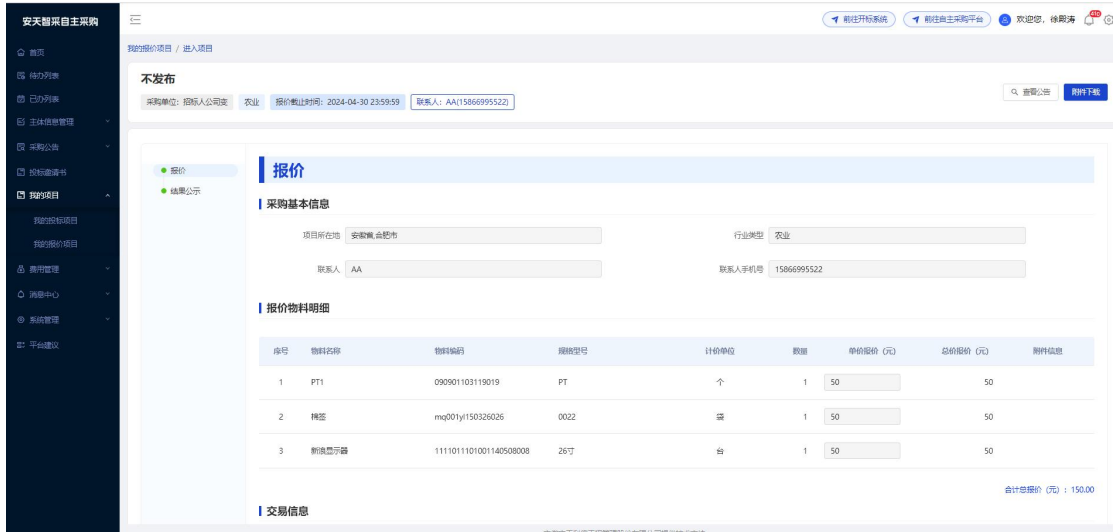 安天智采自主采购
前往开标系统 前往自主采购平台 欢迎您，徐殿涛 410
首页
我的报价项目 / 进入项目
待办列表
不发布
已办列表
采购单位：招标人公司变 农业 报价截止时间：2024-04-30 23:59:59 联系人：AA(15866995522) 查看公告 附件下载
主体信息管理
采购公告
投标邀请书
报价
报价
结果公示
我的项目
采购基本信息
我的投标项目
项目所在地 安徽省,合肥市 行业类型 农业
我的报价项目
费用管理
联系人 AA 联系人手机号 15866995522
消息中心
报价物料明细
系统管理
平台建议
序号 物料名称 物料编码 规格型号 计价单位 数量 单价报价（元） 总价报价（元） 附件信息
1 PT1 090901103119019 PT 个 1 50 50
2 棉签 mq001yl150326026 0022 袋 1 50 50
3 新浪显示器 1111011101001140508008 26寸 台 1 50 50
合计总报价（元）：150.00
交易信息